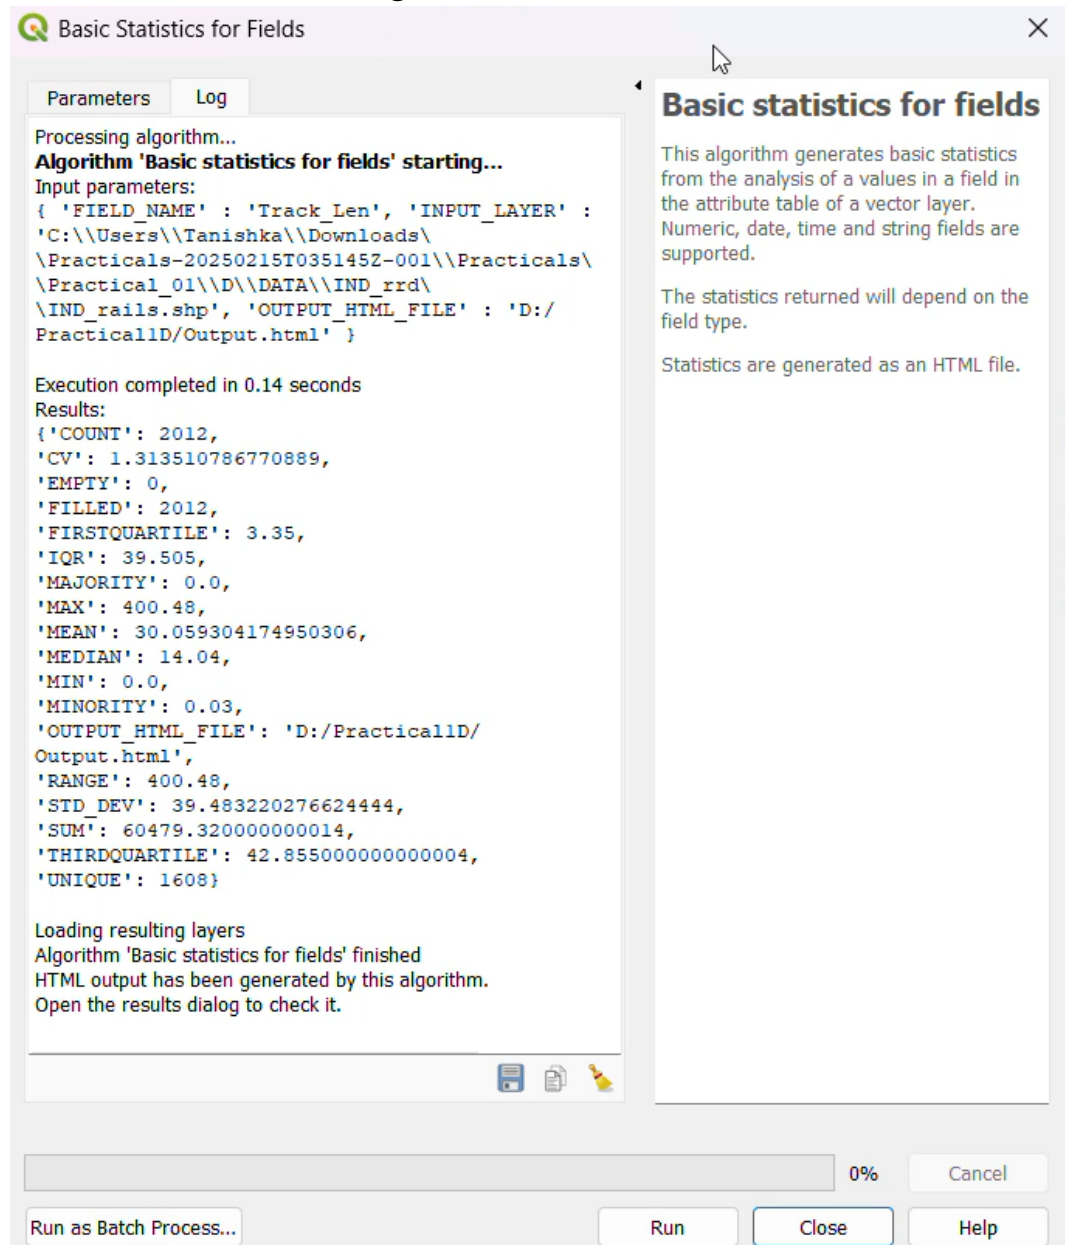 Basic Statistics for Fields
Parameters
Log
Processing algorithm...
Algorithm 'Basic statistics for fields' starting...
Input parameters:
{ 'FIELD_NAME' : 'Track_Len', 'INPUT_LAYER' :
'C:\\Users\\Tanishka\\Downloads\
\Practicals-20250215T035145Z-001\\Practicals\
\Practical_01\\D\\DATA\\IND_rrd\
\IND_rails.shp', 'OUTPUT_HTML_FILE' : 'D:/
Practical1D/Output.html' }
Execution completed in 0.14 seconds
Results:
{'COUNT': 2012,
'CV': 1.313510786770889,
'EMPTY': 0,
'FILLED': 2012,
'FIRSTQUARTILE': 3.35,
'IQR': 39.505,
'MAJORITY': 0.0,
'MAX': 400.48,
'MEAN': 30.059304174950306,
'MEDIAN': 14.04,
'MIN': 0.0,
'MINORITY': 0.03,
'OUTPUT_HTML_FILE': 'D:/Practical1D/
Output.html',
'RANGE': 400.48,
'STD_DEV': 39.483220276624444,
'SUM': 60479.320000000014,
'THIRDQUARTILE': 42.855000000000004,
'UNIQUE': 1608}
Loading resulting layers
Algorithm 'Basic statistics for fields' finished
HTML output has been generated by this algorithm.
Open the results dialog to check it.
Basic statistics for fields
This algorithm generates basic statistics
from the analysis of a values in a field in
the attribute table of a vector layer.
Numeric, date, time and string fields are
supported.
The statistics returned will depend on the
field type.
Statistics are generated as an HTML file.
0%
Cancel
Run as Batch Process...
Run
Close
Help